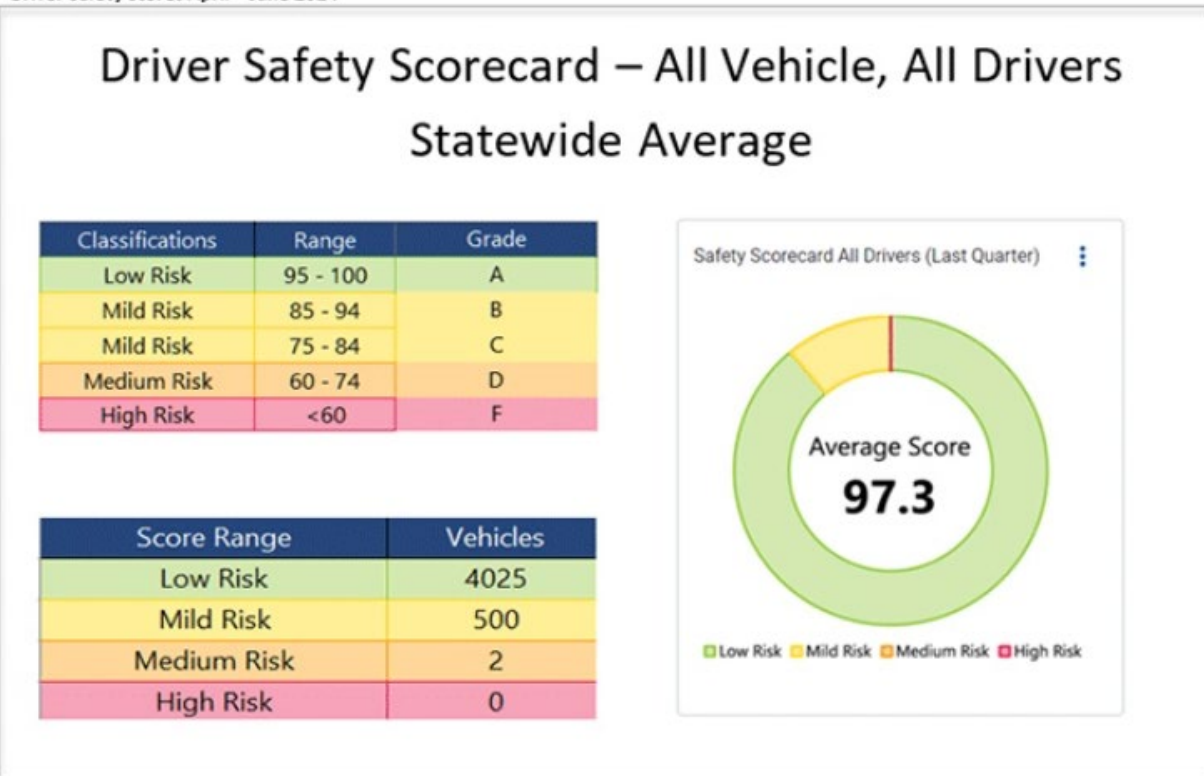 Driver Safety Scorecard – All Vehicle, All Drivers
Statewide Average
Classifications Range Grade
Low Risk 95 - 100 A
Mild Risk 85 - 94 B
Mild Risk 75 - 84 C
Medium Risk 60 - 74 D
High Risk <60 F
Score Range Vehicles
Low Risk 4025
Mild Risk 500
Medium Risk 2
High Risk 0
Safety Scorecard All Drivers (Last Quarter)
Average Score
97.3
Low Risk Mild Risk Medium Risk High Risk